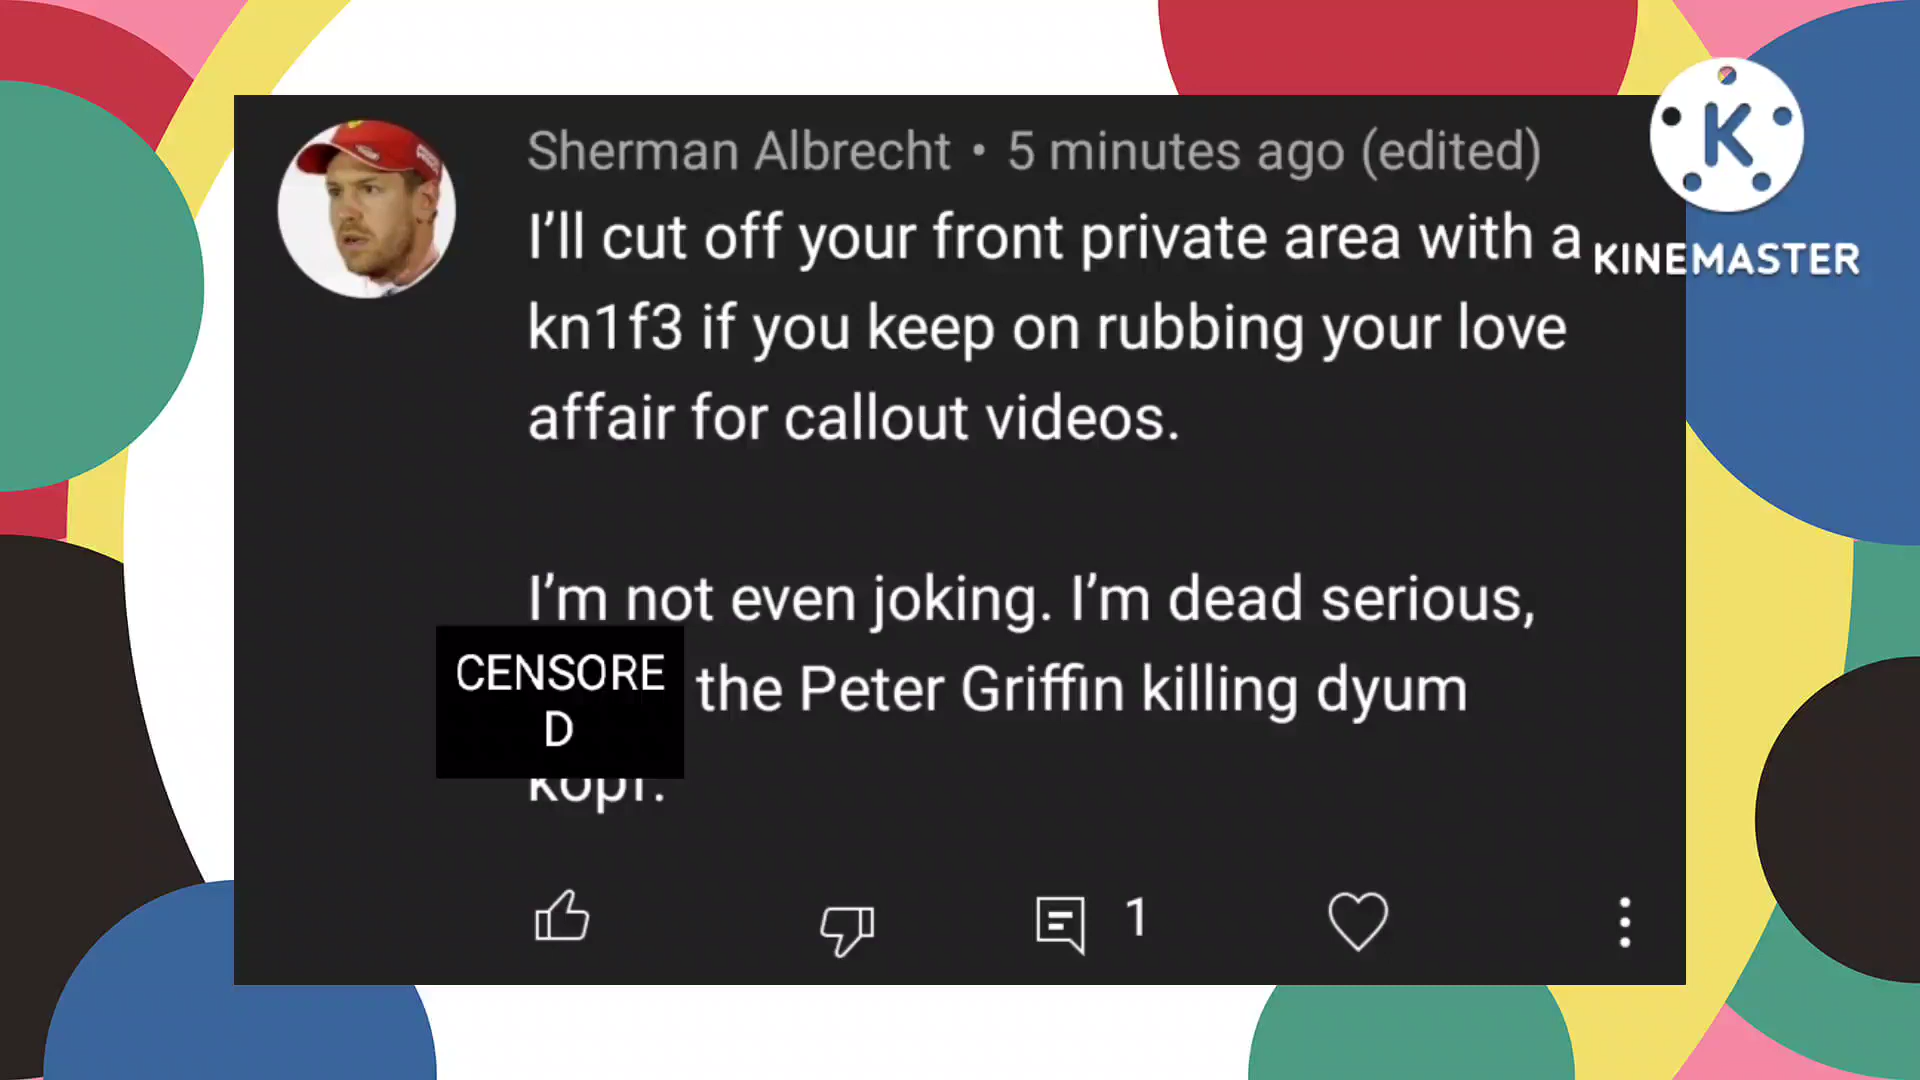 Sherman Albrecht • 5 minutes ago (edited)
I'll cut off your front private area with a
kn1f3 if you keep on rubbing your love
affair for callout videos.
I'm not even joking. I'm dead serious,
CENSORE
D
the Peter Griffin killing dyum
kopf.
1
K
KINEMASTER